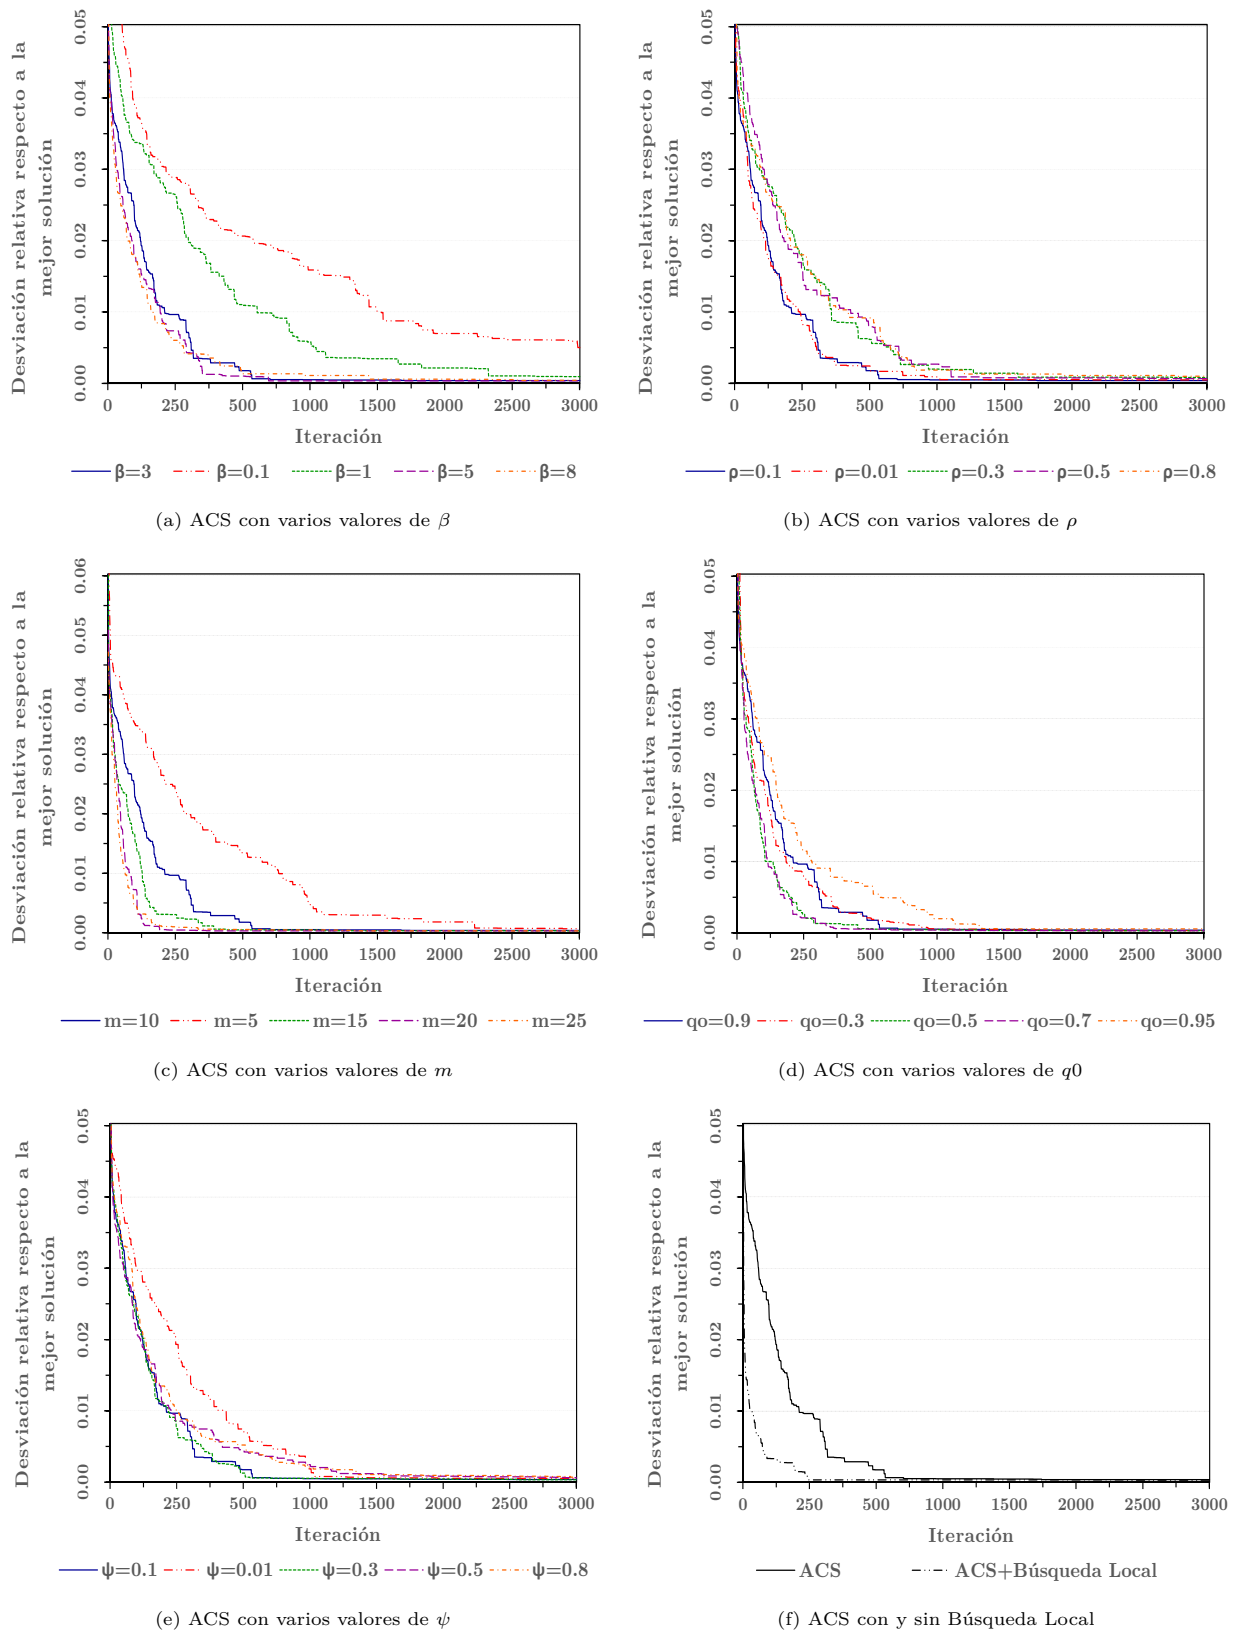 Desviación relativa respecto a la
mejor solución
0.05
0.04
0.03
0.02
0.01
0.00
0 250 500 1000 1500 2000 2500 3000
Iteración
β=3 β=0.1 β=1 β=5 β=8
(a) ACS con varios valores de β
Desviación relativa respecto a la
mejor solución
0.05
0.04
0.03
0.02
0.01
0.00
0 250 500 1000 1500 2000 2500 3000
Iteración
ρ=0.1 ρ=0.01 ρ=0.3 ρ=0.5 ρ=0.8
(b) ACS con varios valores de ρ
Desviación relativa respecto a la
mejor solución
0.06
0.05
0.04
0.03
0.02
0.01
0.00
0 250 500 1000 1500 2000 2500 3000
Iteración
m=10 m=5 m=15 m=20 m=25
(c) ACS con varios valores de m
Desviación relativa respecto a la
mejor solución
0.05
0.04
0.03
0.02
0.01
0.00
0 250 500 1000 1500 2000 2500 3000
Iteración
qo=0.9 qo=0.3 qo=0.5 qo=0.7 qo=0.95
(d) ACS con varios valores de q0
Desviación relativa respecto a la
mejor solución
0.05
0.04
0.03
0.02
0.01
0.00
0 250 500 1000 1500 2000 2500 3000
Iteración
ψ=0.1 ψ=0.01 ψ=0.3 ψ=0.5 ψ=0.8
(e) ACS con varios valores de ψ
Desviación relativa respecto a la
mejor solución
0.05
0.04
0.03
0.02
0.01
0.00
0 250 500 1000 1500 2000 2500 3000
Iteración
ACS ACS+Búsqueda Local
(f) ACS con y sin Búsqueda Local